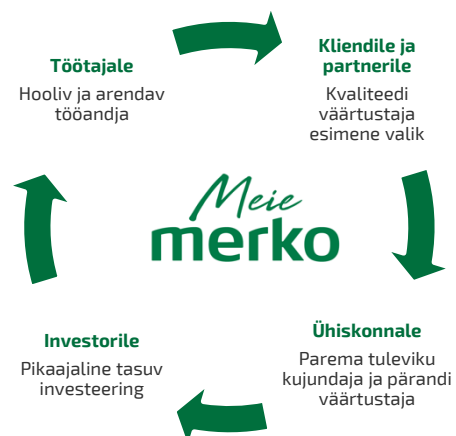 Töötajale
Hooliv ja arendav
tööandja
Kliendile ja
partnerile
Kvaliteedi
väärtustaja
esimene valik
Meie
merko
Investorile
Pikaajaline tasuv
investeering
Ühiskonnale
Parema tuleviku
kujundaja ja pärandi
väärtustaja